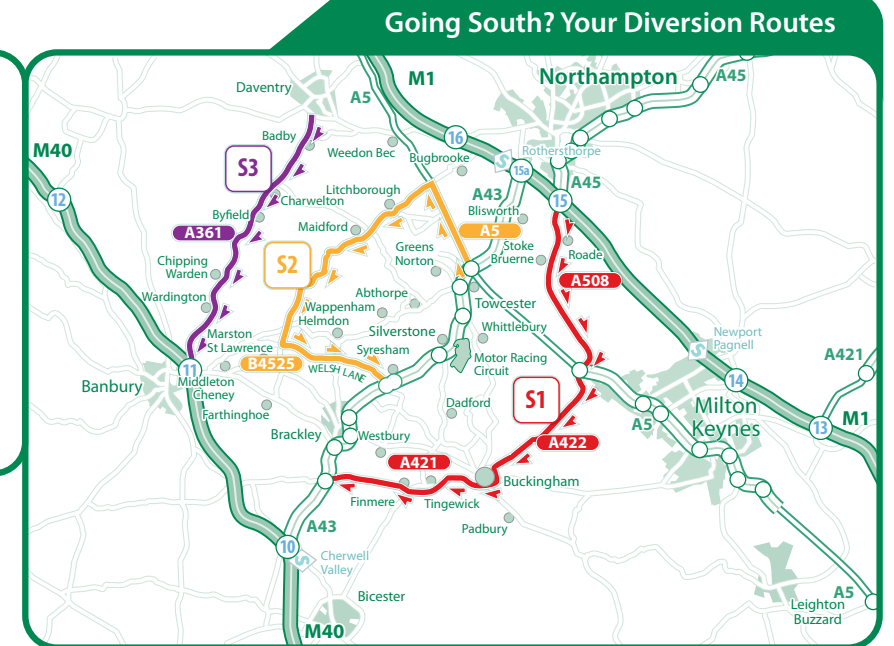 Going South? Your Diversion Routes
M1
Northampton
A45
Daventry
A5
Badby
Weedon Bec
16
Bugbrooke
S
Rothersthorpe
15a
M40
S3
12
Charwelton
Litchborough
A43
A45
15
Byfield
Blisworth
A361
Maidford
A5
S2
Greens
Norton
Stoke
Bruerne
Roade
Chipping
Warden
A508
Wardington
Abthorpe
Towcester
Wappenham
Helmdon
Silverstone
Whittlebury
Marston
St Lawrence
Syresham
Newport
Pagnell
S
B4525
WELSH LANE
Motor Racing
Circuit
A421
11
Banbury
Middleton
Cheney
14
S1
Farthinghoe
Dadford
Milton
Keynes
M1
13
A5
Brackley
Westbury
A422
A421
Buckingham
Finmere
Tingewick
Padbury
A43
10
S
Cherwell
Valley
Bicester
A5
Leighton
Buzzard
M40